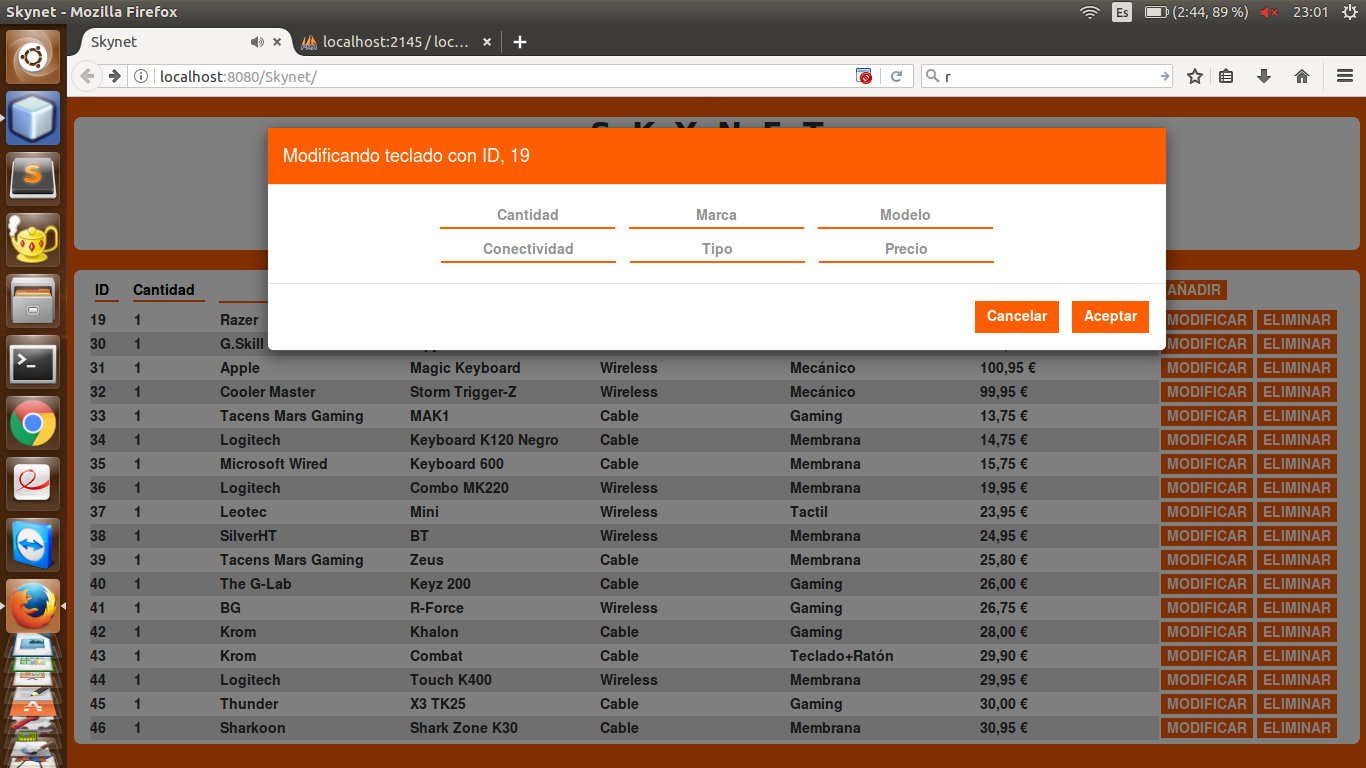 Skynet - Mozilla Firefox
Es
(2:44, 89 %)
23:01
Skynet
localhost:2145 / loc...
localhost:8080/Skynet/
r
S K Y N E T
Modificando teclado con ID, 19
Cantidad Marca Modelo
Conectividad Tipo Precio
Cancelar Aceptar
ID Cantidad AÑADIR
19 1 Razer MODIFICAR ELIMINAR
30 1 G.Skill MODIFICAR ELIMINAR
31 1 Apple Magic Keyboard Wireless Mecánico 100,95 € MODIFICAR ELIMINAR
32 1 Cooler Master Storm Trigger-Z Wireless Mecánico 99,95 € MODIFICAR ELIMINAR
33 1 Tacens Mars Gaming MAK1 Cable Gaming 13,75 € MODIFICAR ELIMINAR
34 1 Logitech Keyboard K120 Negro Cable Membrana 14,75 € MODIFICAR ELIMINAR
35 1 Microsoft Wired Keyboard 600 Cable Membrana 15,75 € MODIFICAR ELIMINAR
36 1 Logitech Combo MK220 Wireless Membrana 19,95 € MODIFICAR ELIMINAR
37 1 Leotec Mini Wireless Tactil 23,95 € MODIFICAR ELIMINAR
38 1 SilverHT BT Wireless Membrana 24,95 € MODIFICAR ELIMINAR
39 1 Tacens Mars Gaming Zeus Cable Membrana 25,80 € MODIFICAR ELIMINAR
40 1 The G-Lab Keyz 200 Cable Gaming 26,00 € MODIFICAR ELIMINAR
41 1 BG R-Force Wireless Gaming 26,75 € MODIFICAR ELIMINAR
42 1 Krom Khalon Cable Gaming 28,00 € MODIFICAR ELIMINAR
43 1 Krom Combat Cable Teclado+Ratón 29,90 € MODIFICAR ELIMINAR
44 1 Logitech Touch K400 Wireless Membrana 29,95 € MODIFICAR ELIMINAR
45 1 Thunder X3 TK25 Cable Gaming 30,00 € MODIFICAR ELIMINAR
46 1 Sharkoon Shark Zone K30 Cable Membrana 30,95 € MODIFICAR ELIMINAR